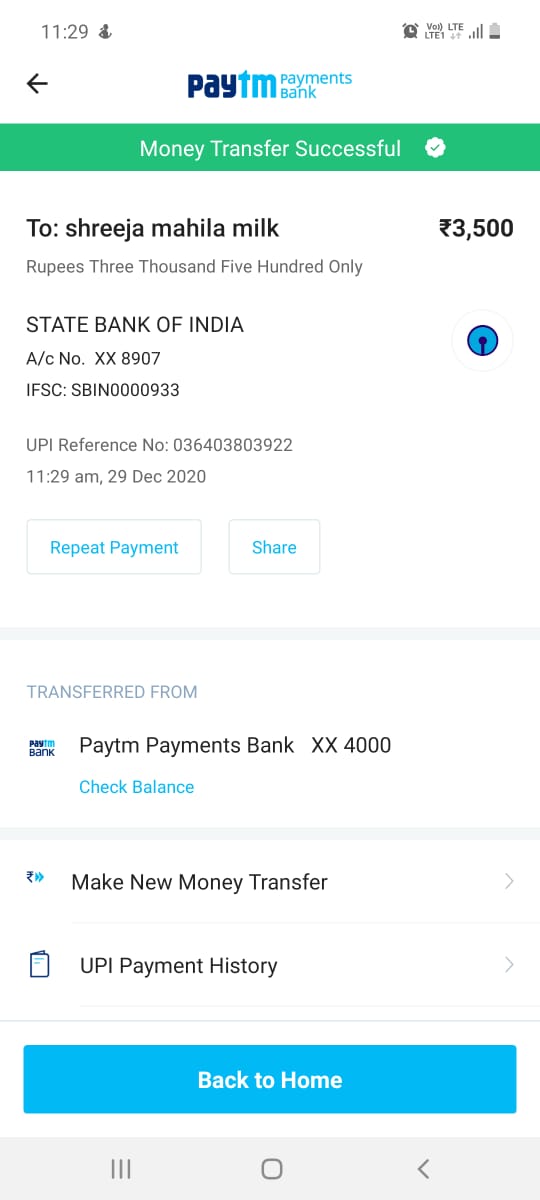 11:29
Vo) LTE
LTE1
paytm payments bank
Money Transfer Successful
To: shreeja mahila milk ₹3,500
Rupees Three Thousand Five Hundred Only
STATE BANK OF INDIA
A/c No. XX 8907
IFSC: SBIN0000933
UPI Reference No: 036403803922
11:29 am, 29 Dec 2020
Repeat Payment Share
TRANSFERRED FROM
paytm
Bank
Paytm Payments Bank XX 4000
Check Balance
₹ Make New Money Transfer
UPI Payment History
Back to Home